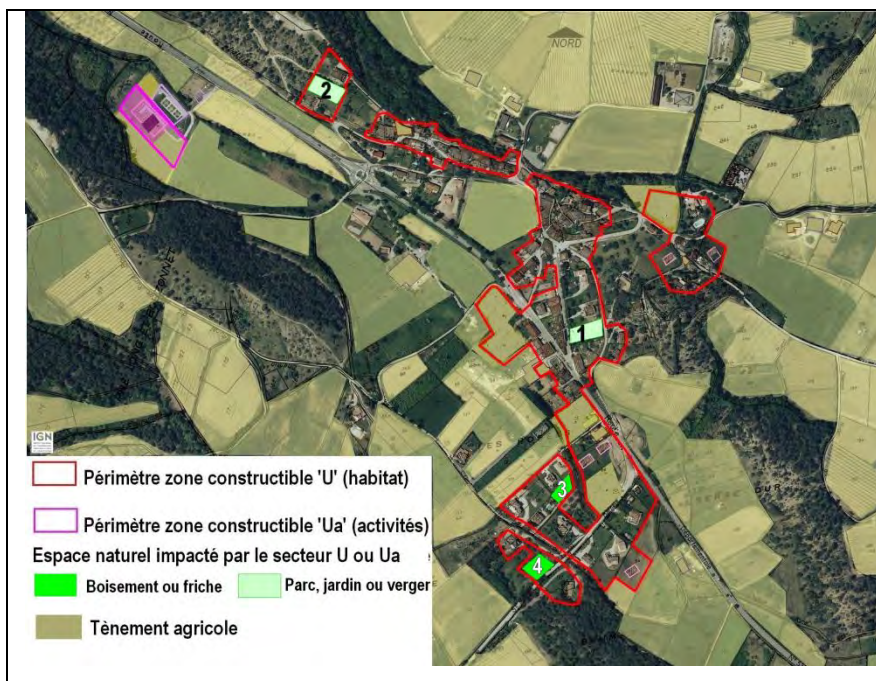 NORD
2
1
3
4
IGN
Périmètre zone constructible 'U' (habitat)
Périmètre zone constructible 'Ua' (activités)
Espace naturel impacté par le secteur U ou Ua
Boisement ou friche
Parc, jardin ou verger
Tènement agricole